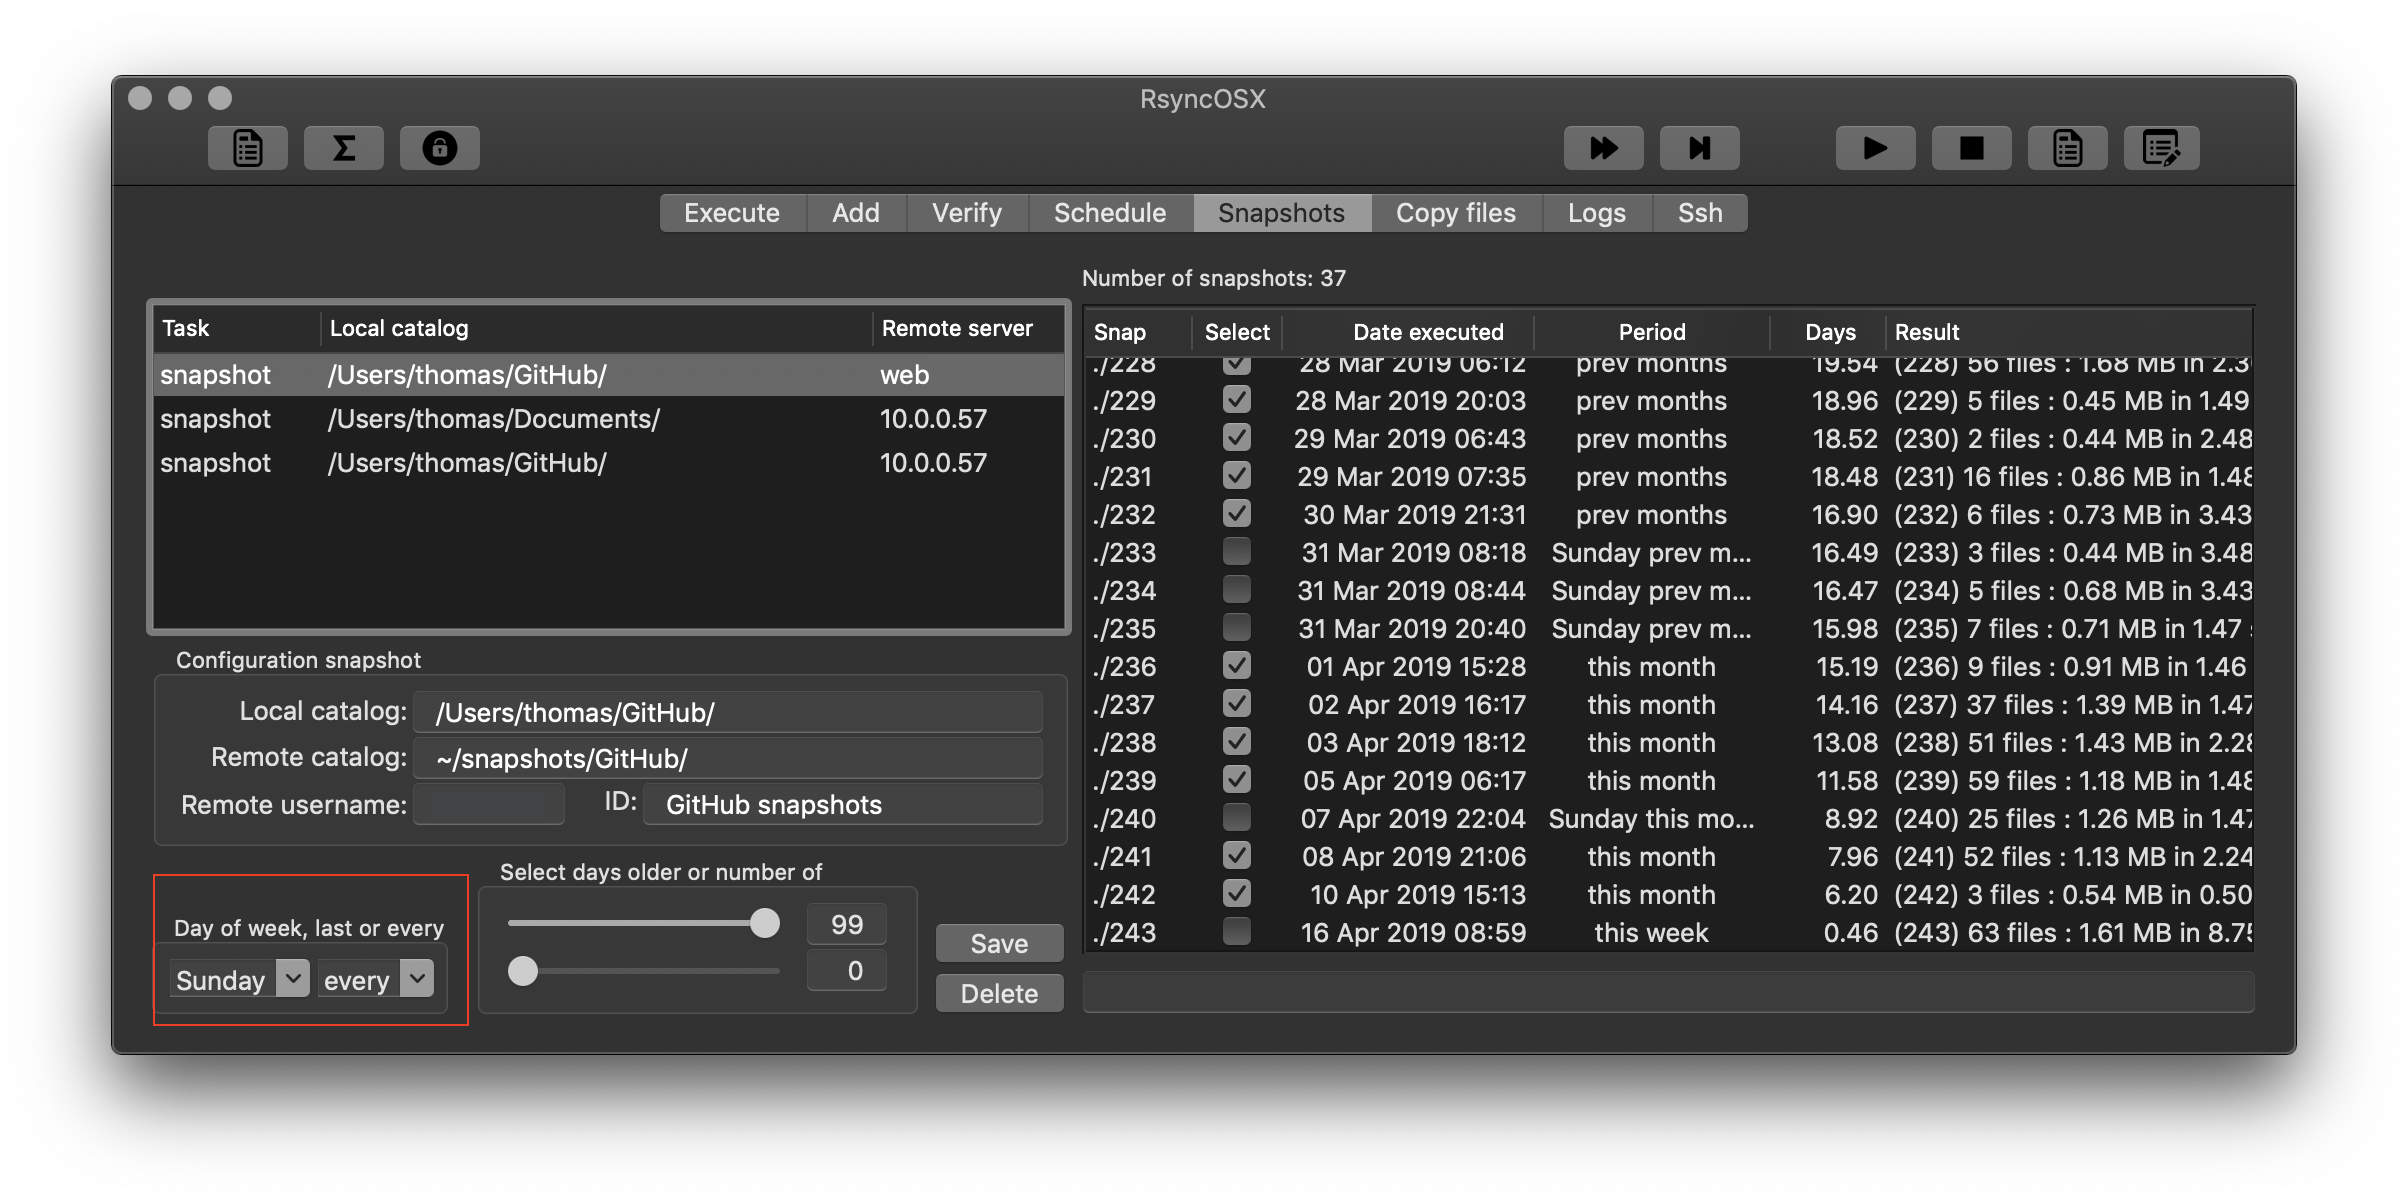 RsyncOSX
Execute Add Verify Schedule Snapshots Copy files Logs Ssh
Number of snapshots: 37
Task Local catalog Remote server
snapshot /Users/thomas/GitHub/ web
snapshot /Users/thomas/Documents/ 10.0.0.57
snapshot /Users/thomas/GitHub/ 10.0.0.57
Configuration snapshot
Local catalog: /Users/thomas/GitHub/
Remote catalog: ~/snapshots/GitHub/
Remote username: ID: GitHub snapshots
Day of week, last or every
Sunday every
Select days older or number of
99
0
Save
Delete
Snap Select Date executed Period Days Result
./228 28 Mar 2019 06:12 prev months 19.54 (228) 56 files : 1.68 MB in
./229 28 Mar 2019 20:03 prev months 18.96 (229) 5 files : 0.45 MB in 1.49
./230 29 Mar 2019 06:43 prev months 18.52 (230) 2 files : 0.44 MB in 2.48
./231 29 Mar 2019 07:35 prev months 18.48 (231) 16 files : 0.86 MB in 1.48
./232 30 Mar 2019 21:31 prev months 16.90 (232) 6 files : 0.73 MB in 3.43
./233 31 Mar 2019 08:18 Sunday prev m... 16.49 (233) 3 files : 0.44 MB in 3.48
./234 31 Mar 2019 08:44 Sunday prev m... 16.47 (234) 5 files : 0.68 MB in 3.43
./235 31 Mar 2019 20:40 Sunday prev m... 15.98 (235) 7 files : 0.71 MB in 1.47
./236 01 Apr 2019 15:28 this month 15.19 (236) 9 files : 0.91 MB in 1.46
./237 02 Apr 2019 16:17 this month 14.16 (237) 37 files : 1.39 MB in 1.47
./238 03 Apr 2019 18:12 this month 13.08 (238) 51 files : 1.43 MB in 2.28
./239 05 Apr 2019 06:17 this month 11.58 (239) 59 files : 1.18 MB in 1.48
./240 07 Apr 2019 22:04 Sunday this mo... 8.92 (240) 25 files : 1.26 MB in 1.47
./241 08 Apr 2019 21:06 this month 7.96 (241) 52 files : 1.13 MB in 2.24
./242 10 Apr 2019 15:13 this month 6.20 (242) 3 files : 0.54 MB in 0.50
./243 16 Apr 2019 08:59 this week 0.46 (243) 63 files : 1.61 MB in 8.75